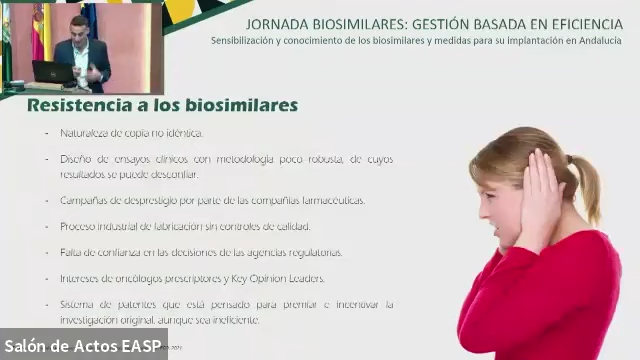 JORNADA BIOSIMILARES: GESTIÓN BASADA EN EFICIENCIA
Sensibilización y conocimiento de los biosimilares y medidas para su implantación en Andalucía
Resistencia a los biosimilares
- Naturaleza de copia no idéntica.
- Diseño de ensayos clínicos con metodología poco robusta, de cuyos
resultados se puede desconfiar.
- Campañas de desprestigio por parte de las compañías farmacéuticas.
- Proceso industrial de fabricación sin controles de calidad.
- Falta de confianza en las decisiones de las agencias regulatorias.
- Intereses de oncólogos prescriptores y Key Opinion Leaders.
- Sistema de patentes que está pensado para premiar e incentivar la
investigación original, aunque sea ineficiente.
Salón de Actos EASP